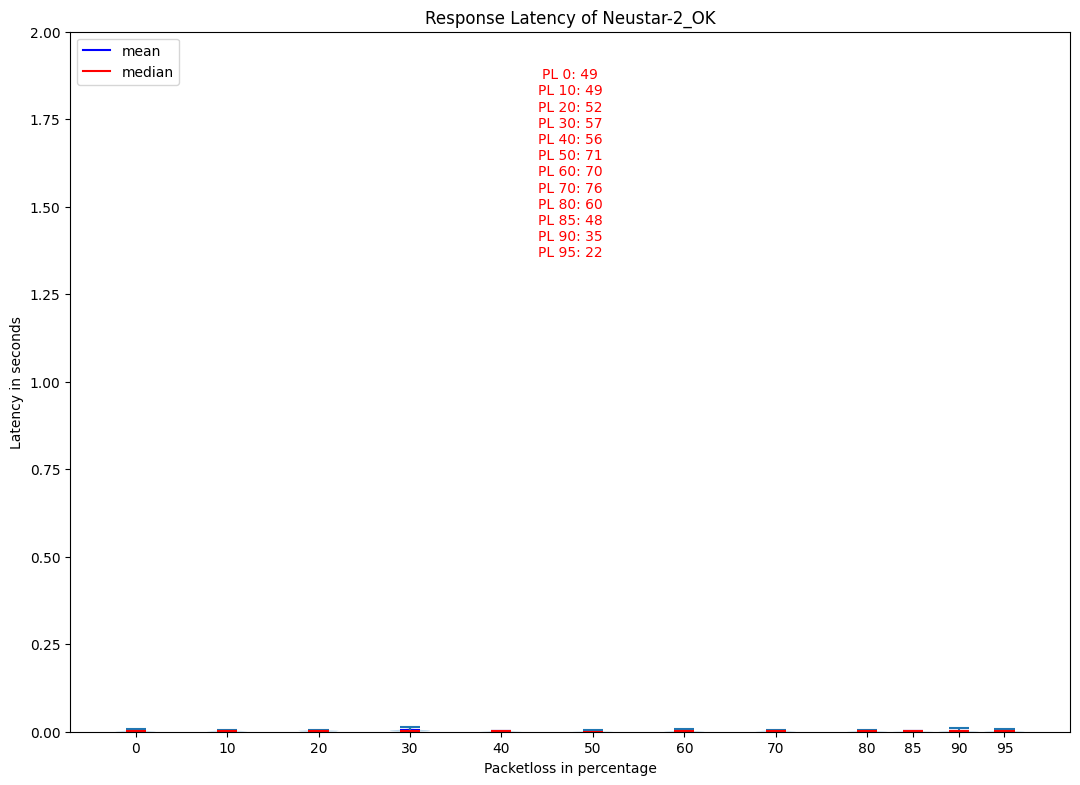 Response Latency of Neustar-2_OK
mean
median
PL 0: 49
PL 10: 49
PL 20: 52
PL 30: 57
PL 40: 56
PL 50: 71
PL 60: 70
PL 70: 76
PL 80: 60
PL 85: 48
PL 90: 35
PL 95: 22
2.00
1.75
1.50
1.25
1.00
0.75
0.50
0.25
0.00
Latency in seconds
0 10 20 30 40 50 60 70 80 85 90 95
Packetloss in percentage